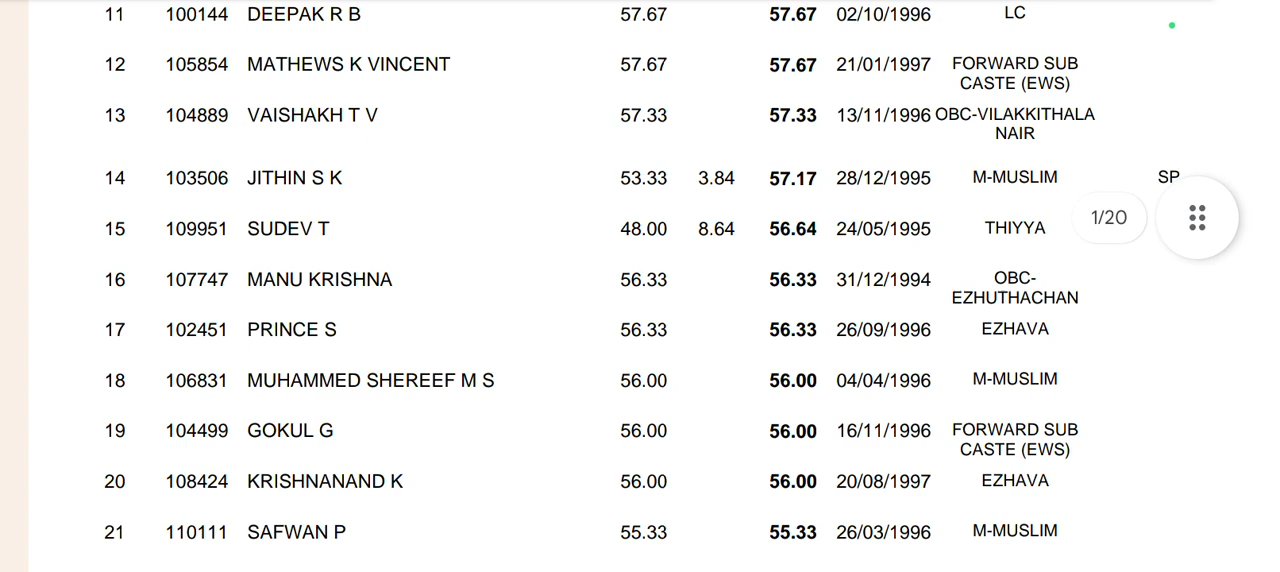 11 100144 DEEPAK R B 57.67 57.67 02/10/1996 LC
12 105854 MATHEWS K VINCENT 57.67 57.67 21/01/1997 FORWARD SUB
CASTE (EWS)
13 104889 VAISHAKH T V 57.33 57.33 13/11/1996 OBC-VILAKKITHALA
NAIR
14 103506 JITHIN S K 53.33 3.84 57.17 28/12/1995 M-MUSLIM SP
1/20
15 109951 SUDEV T 48.00 8.64 56.64 24/05/1995 THIYYA
16 107747 MANU KRISHNA 56.33 56.33 31/12/1994 OBC-
EZHUTHACHAN
17 102451 PRINCE S 56.33 56.33 26/09/1996 EZHAVA
18 106831 MUHAMMED SHEREEF M S 56.00 56.00 04/04/1996 M-MUSLIM
19 104499 GOKUL G 56.00 56.00 16/11/1996 FORWARD SUB
CASTE (EWS)
20 108424 KRISHNANAND K 56.00 56.00 20/08/1997 EZHAVA
21 110111 SAFWAN P 55.33 55.33 26/03/1996 M-MUSLIM